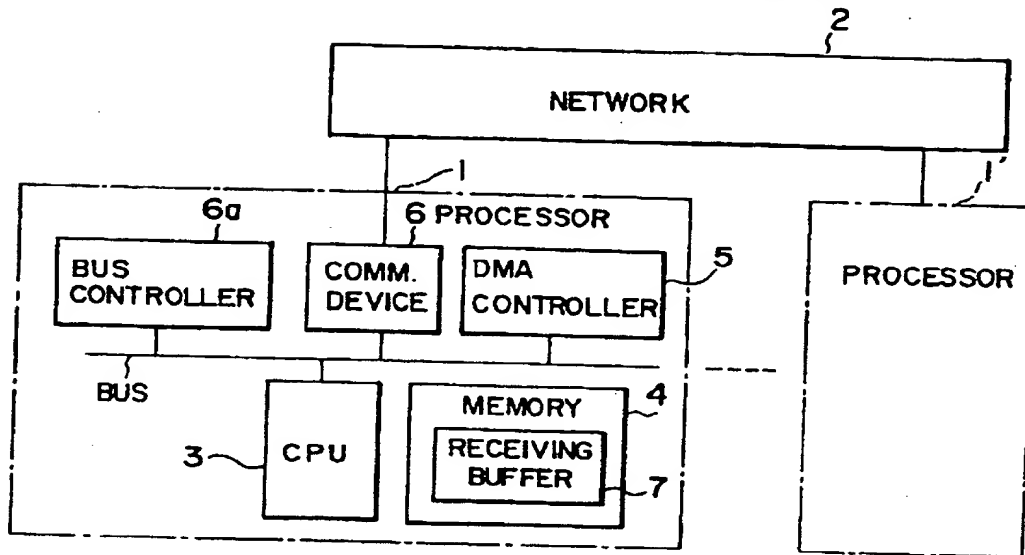 2
NETWORK
1
1'
6a
6 PROCESSOR
BUS
CONTROLLER
COMM.
DEVICE
DMA
CONTROLLER
5
PROCESSOR
BUS
3
CPU
MEMORY
4
RECEIVING
BUFFER
7